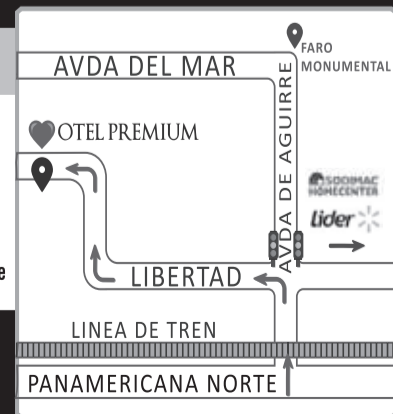 FARO
MONUMENTAL
AVDA DEL MAR
OTEL PREMIUM
AVDA DE AGUIRRE
SODIMAC
HOMECENTER
Lider
LIBERTAD
e
LINEA DE TREN
PANAMERICANA NORTE